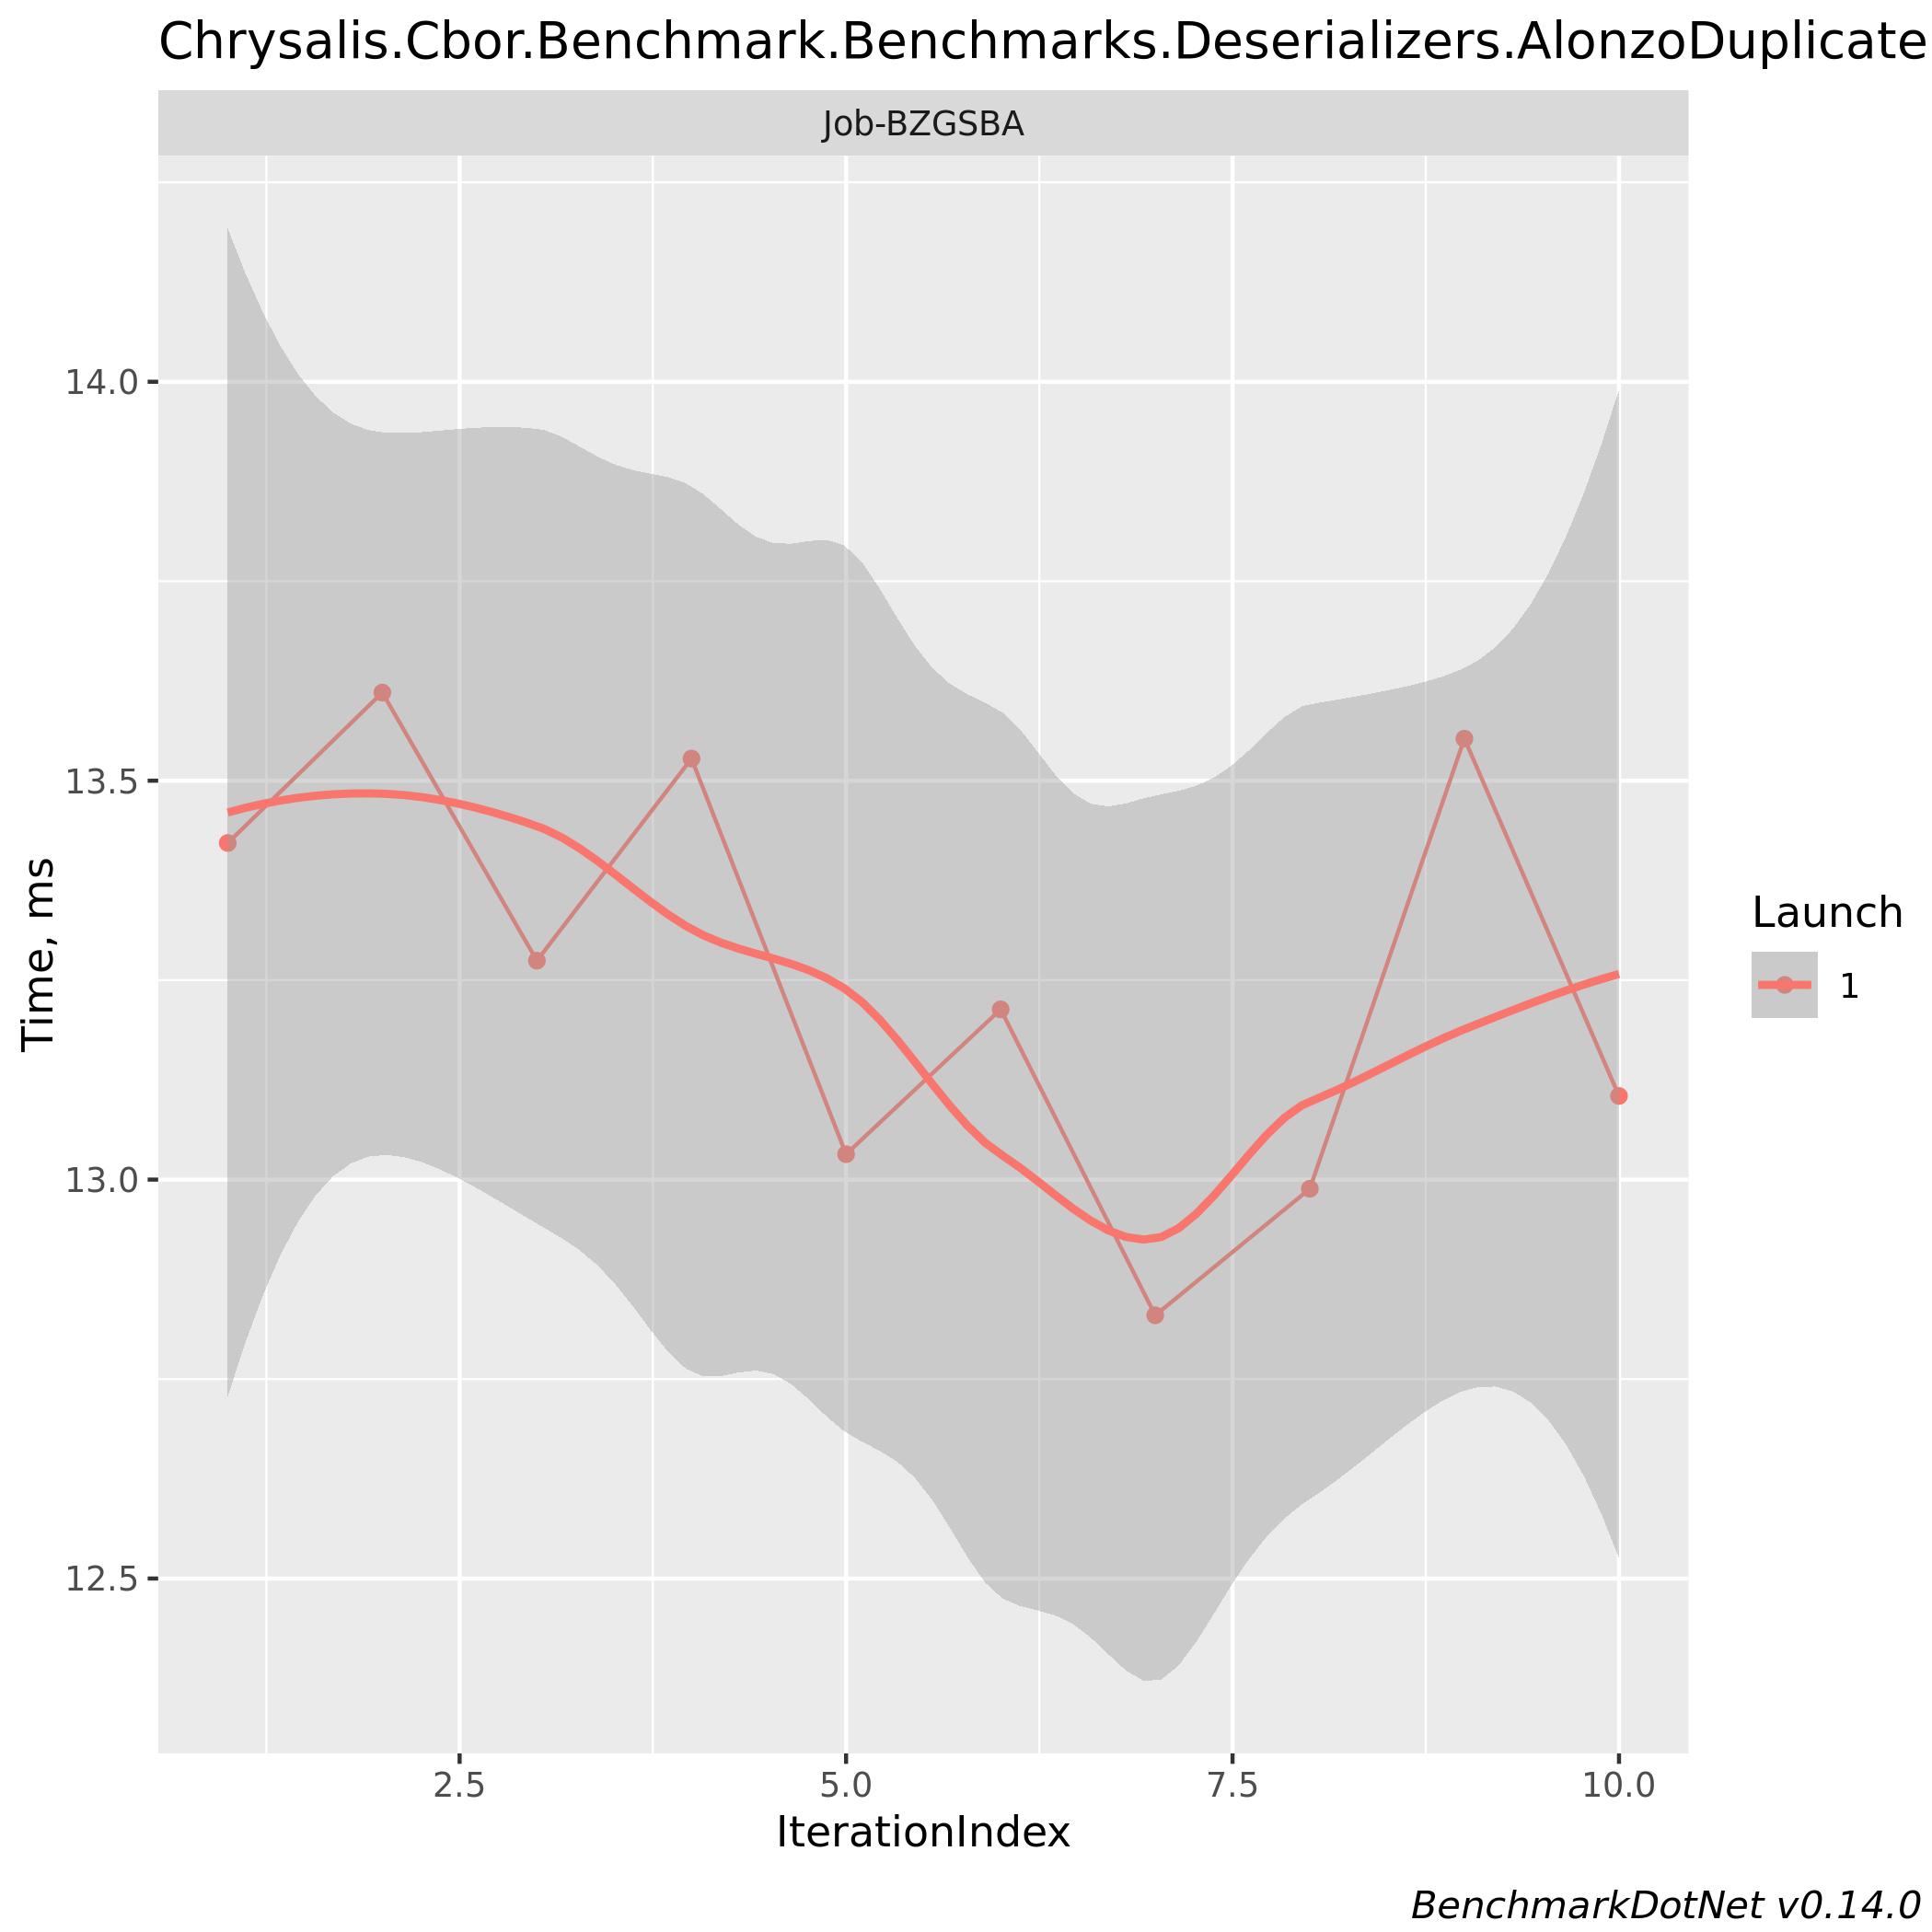 Chrysalis.Cbor.Benchmark.Benchmarks.Deserializers.AlonzoDuplicate
Job-BZGSBA
14.0
13.5
13.0
12.5
Time, ms
2.5 5.0 7.5 10.0
IterationIndex
Launch
1
BenchmarkDotNet v0.14.0